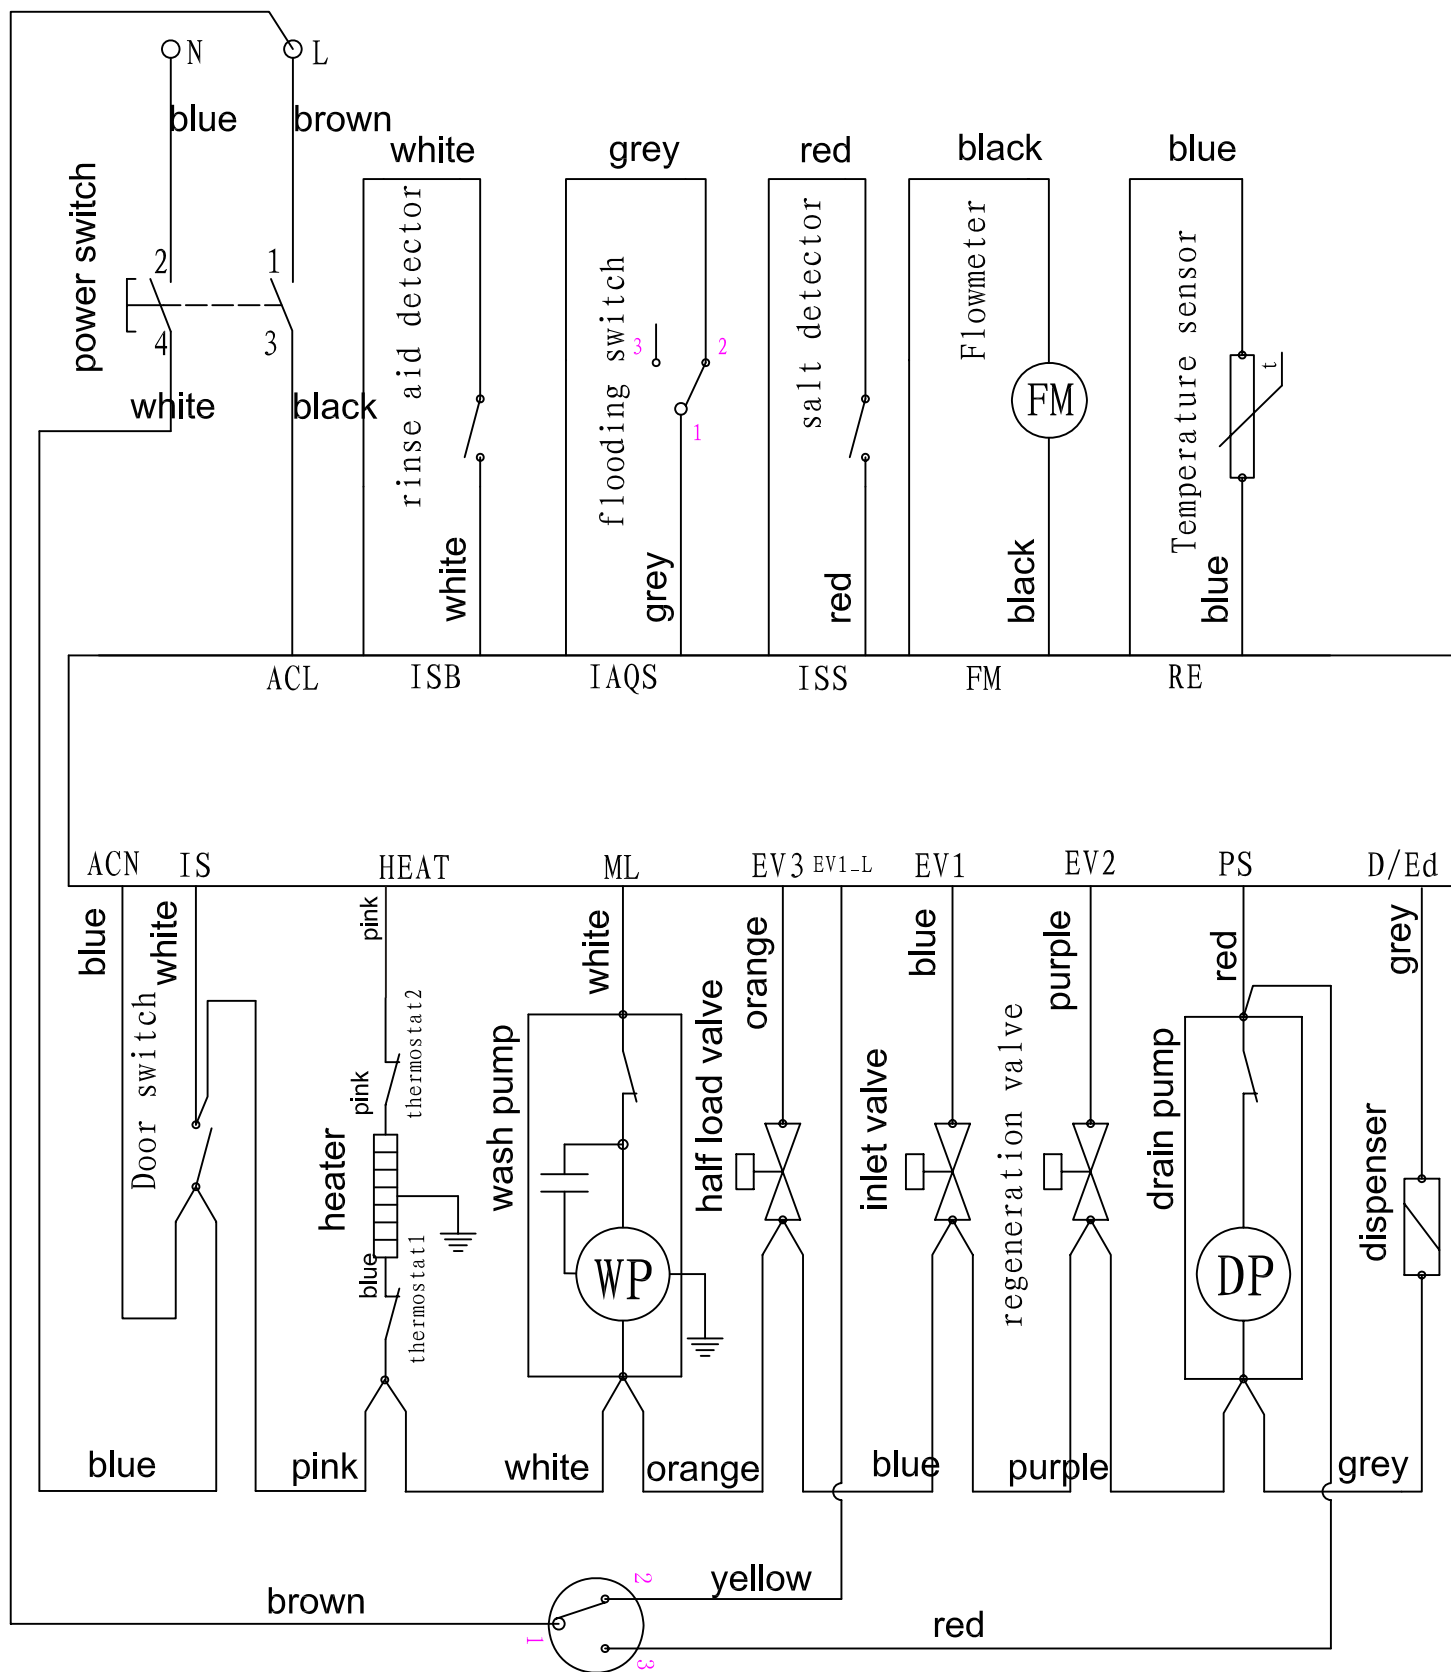 N
L
blue
brown
power switch
2
1
4
3
white
black
white
rinse aid detector
white
grey
flooding switch
3
2
1
grey
red
salt detector
red
black
Flowmeter
FM
black
blue
Temperature sensor
t
blue
ACL
ISB
IAQS
ISS
FM
RE
ACN
IS
HEAT
ML
EV3
EV1_L
EV1
EV2
PS
D/Ed
blue
white
Door switch
pink
thermostat2
pink
heater
blue
thermostat1
white
wash pump
WP
orange
half load valve
blue
inlet valve
purple
regeneration valve
red
drain pump
DP
grey
dispenser
blue
pink
white
orange
blue
purple
grey
brown
1
2
3
yellow
red